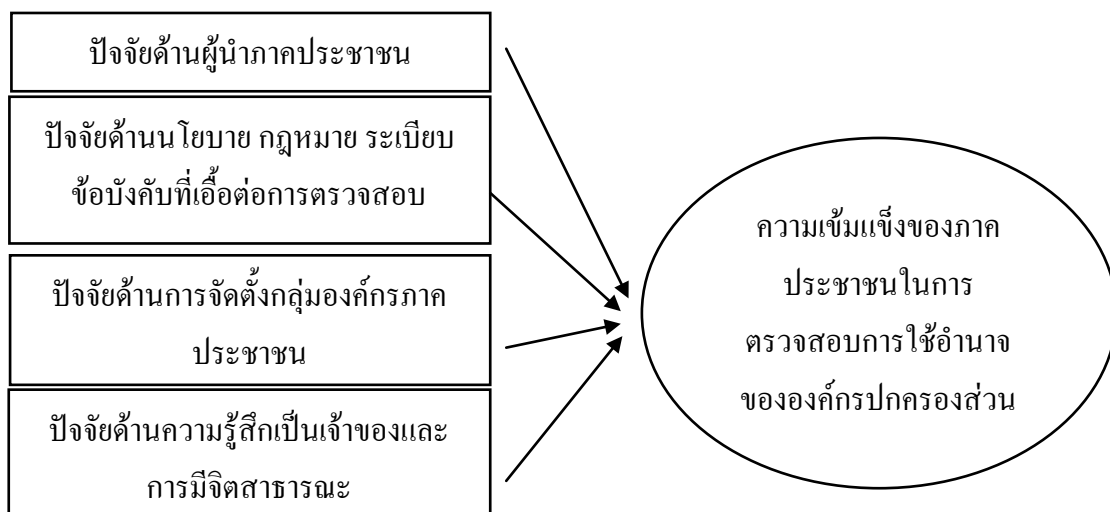 ปัจจัยด้านผู้นำภาคประชาชน
ปัจจัยด้านนโยบาย กฎหมาย ระเบียบ
ข้อบังคับที่เอื้อต่อการตรวจสอบ
ปัจจัยด้านการจัดตั้งกลุ่มองค์กรภาค
ประชาชน
ปัจจัยด้านความรู้สึกเป็นเจ้าของและ
การมีจิตสาธารณะ
ความเข้มแข็งของภาค
ประชาชนในการ
ตรวจสอบการใช้อำนาจ
ขององค์กรปกครองส่วน